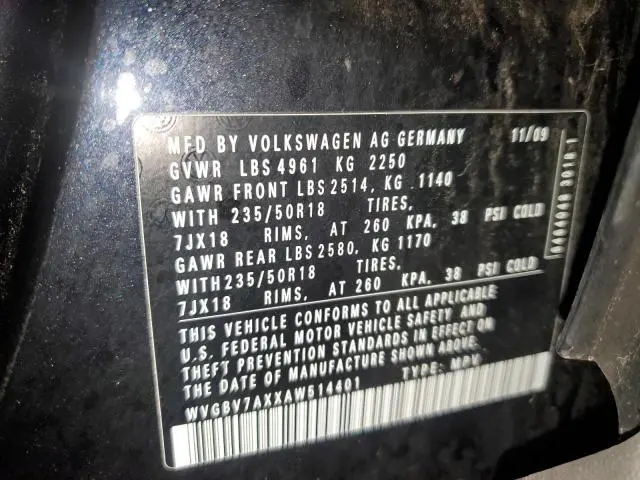 MFD BY VOLKSWAGEN AG GERMANY 11/09
GVWR LBS 4961 KG 2250
GAWR FRONT LBS 2514, KG 1140
WITH 235/50R18 TIRES,
7JX18 RIMS, AT 260 KPA, 38 PSI COLD
GAWR REAR LBS 2580, KG 1170
WITH 235/50R18 TIRES,
7JX18 RIMS, AT 260 KPA, 38 PSI COLD
THIS VEHICLE CONFORMS TO ALL APPLICABLE
U.S. FEDERAL MOTOR VEHICLE SAFETY AND
THEFT PREVENTION STANDARDS IN EFFECT ON
THE DATE OF MANUFACTURE SHOWN ABOVE.
WVGBV7AXXAW514401 TYPE: MPV